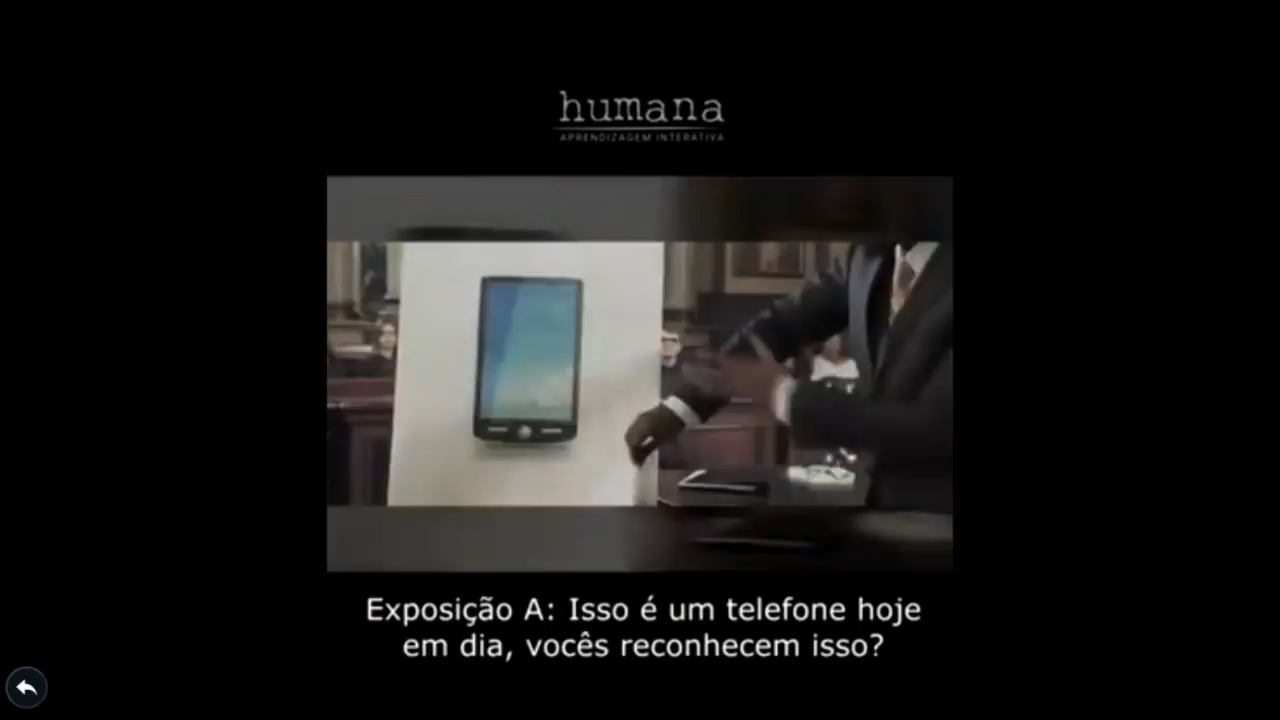 humana
APRENDIZAGEM INTERATIVA
Exposição A: Isso é um telefone hoje
em dia, vocês reconhecem isso?